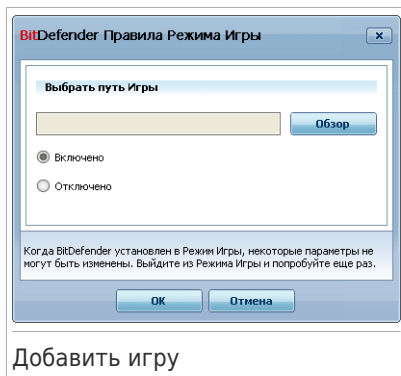 BitDefender Правила Режима Игры
Выбрать путь Игры
Обзор
Включено
Отключено
Когда BitDefender установлен в Режим Игры, некоторые параметры не
могут быть изменены. Выйдите из Режима Игры и попробуйте еще раз.
OK
Отмена
Добавить игру